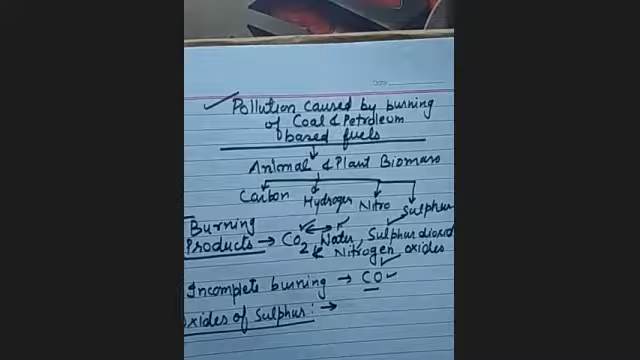 Date:
Pollution caused by burning
of Coal & Petroleum
based fuels
Animal & Plant Biomass
Carbon Hydrogen Nitro Sulphur
Burning
Products → CO2 Water, Sulphur dioxid
& Nitrogen oxides
Incomplete burning → CO
oxides of Sulphur: →